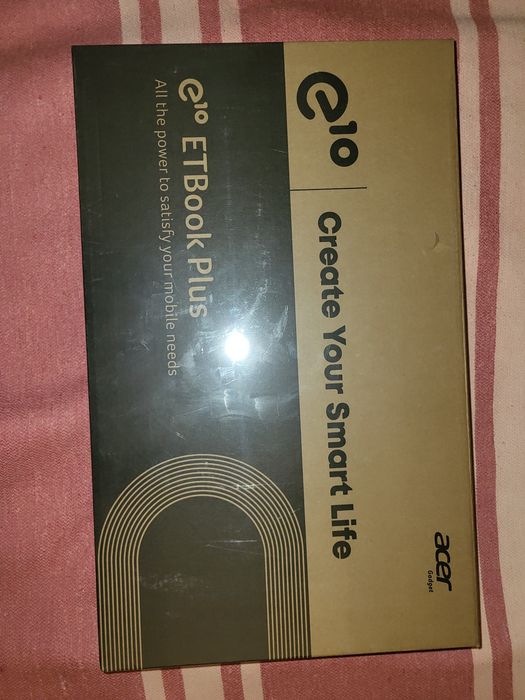 e10
Create Your Smart Life
acer
Gadget
e10 ETBook Plus
All the power to satisfy your mobile needs